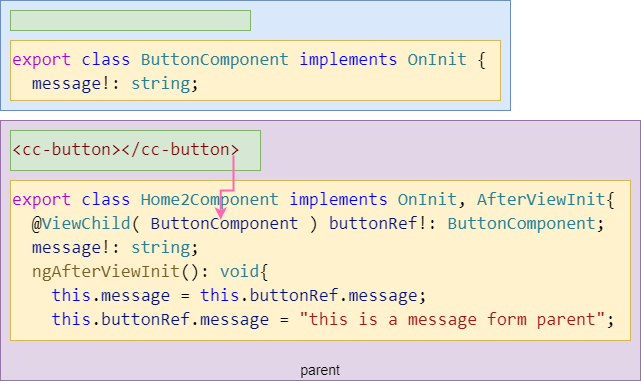 export class ButtonComponent implements OnInit {
message!: string;
<cc-button></cc-button>
export class Home2Component implements OnInit, AfterViewInit{
@ViewChild( ButtonComponent ) buttonRef!: ButtonComponent;
message!: string;
ngAfterViewInit(): void{
this.message = this.buttonRef.message;
this.buttonRef.message = "this is a message form parent";
parent